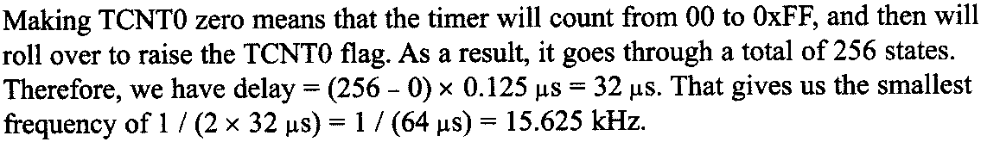 Making TCNT0 zero means that the timer will count from 00 to 0xFF, and then will
roll over to raise the TCNT0 flag. As a result, it goes through a total of 256 states.
Therefore, we have delay = (256 – 0) × 0.125 μs = 32 μs. That gives us the smallest
frequency of 1 / (2 × 32 μs) = 1 / (64 μs) = 15.625 kHz.